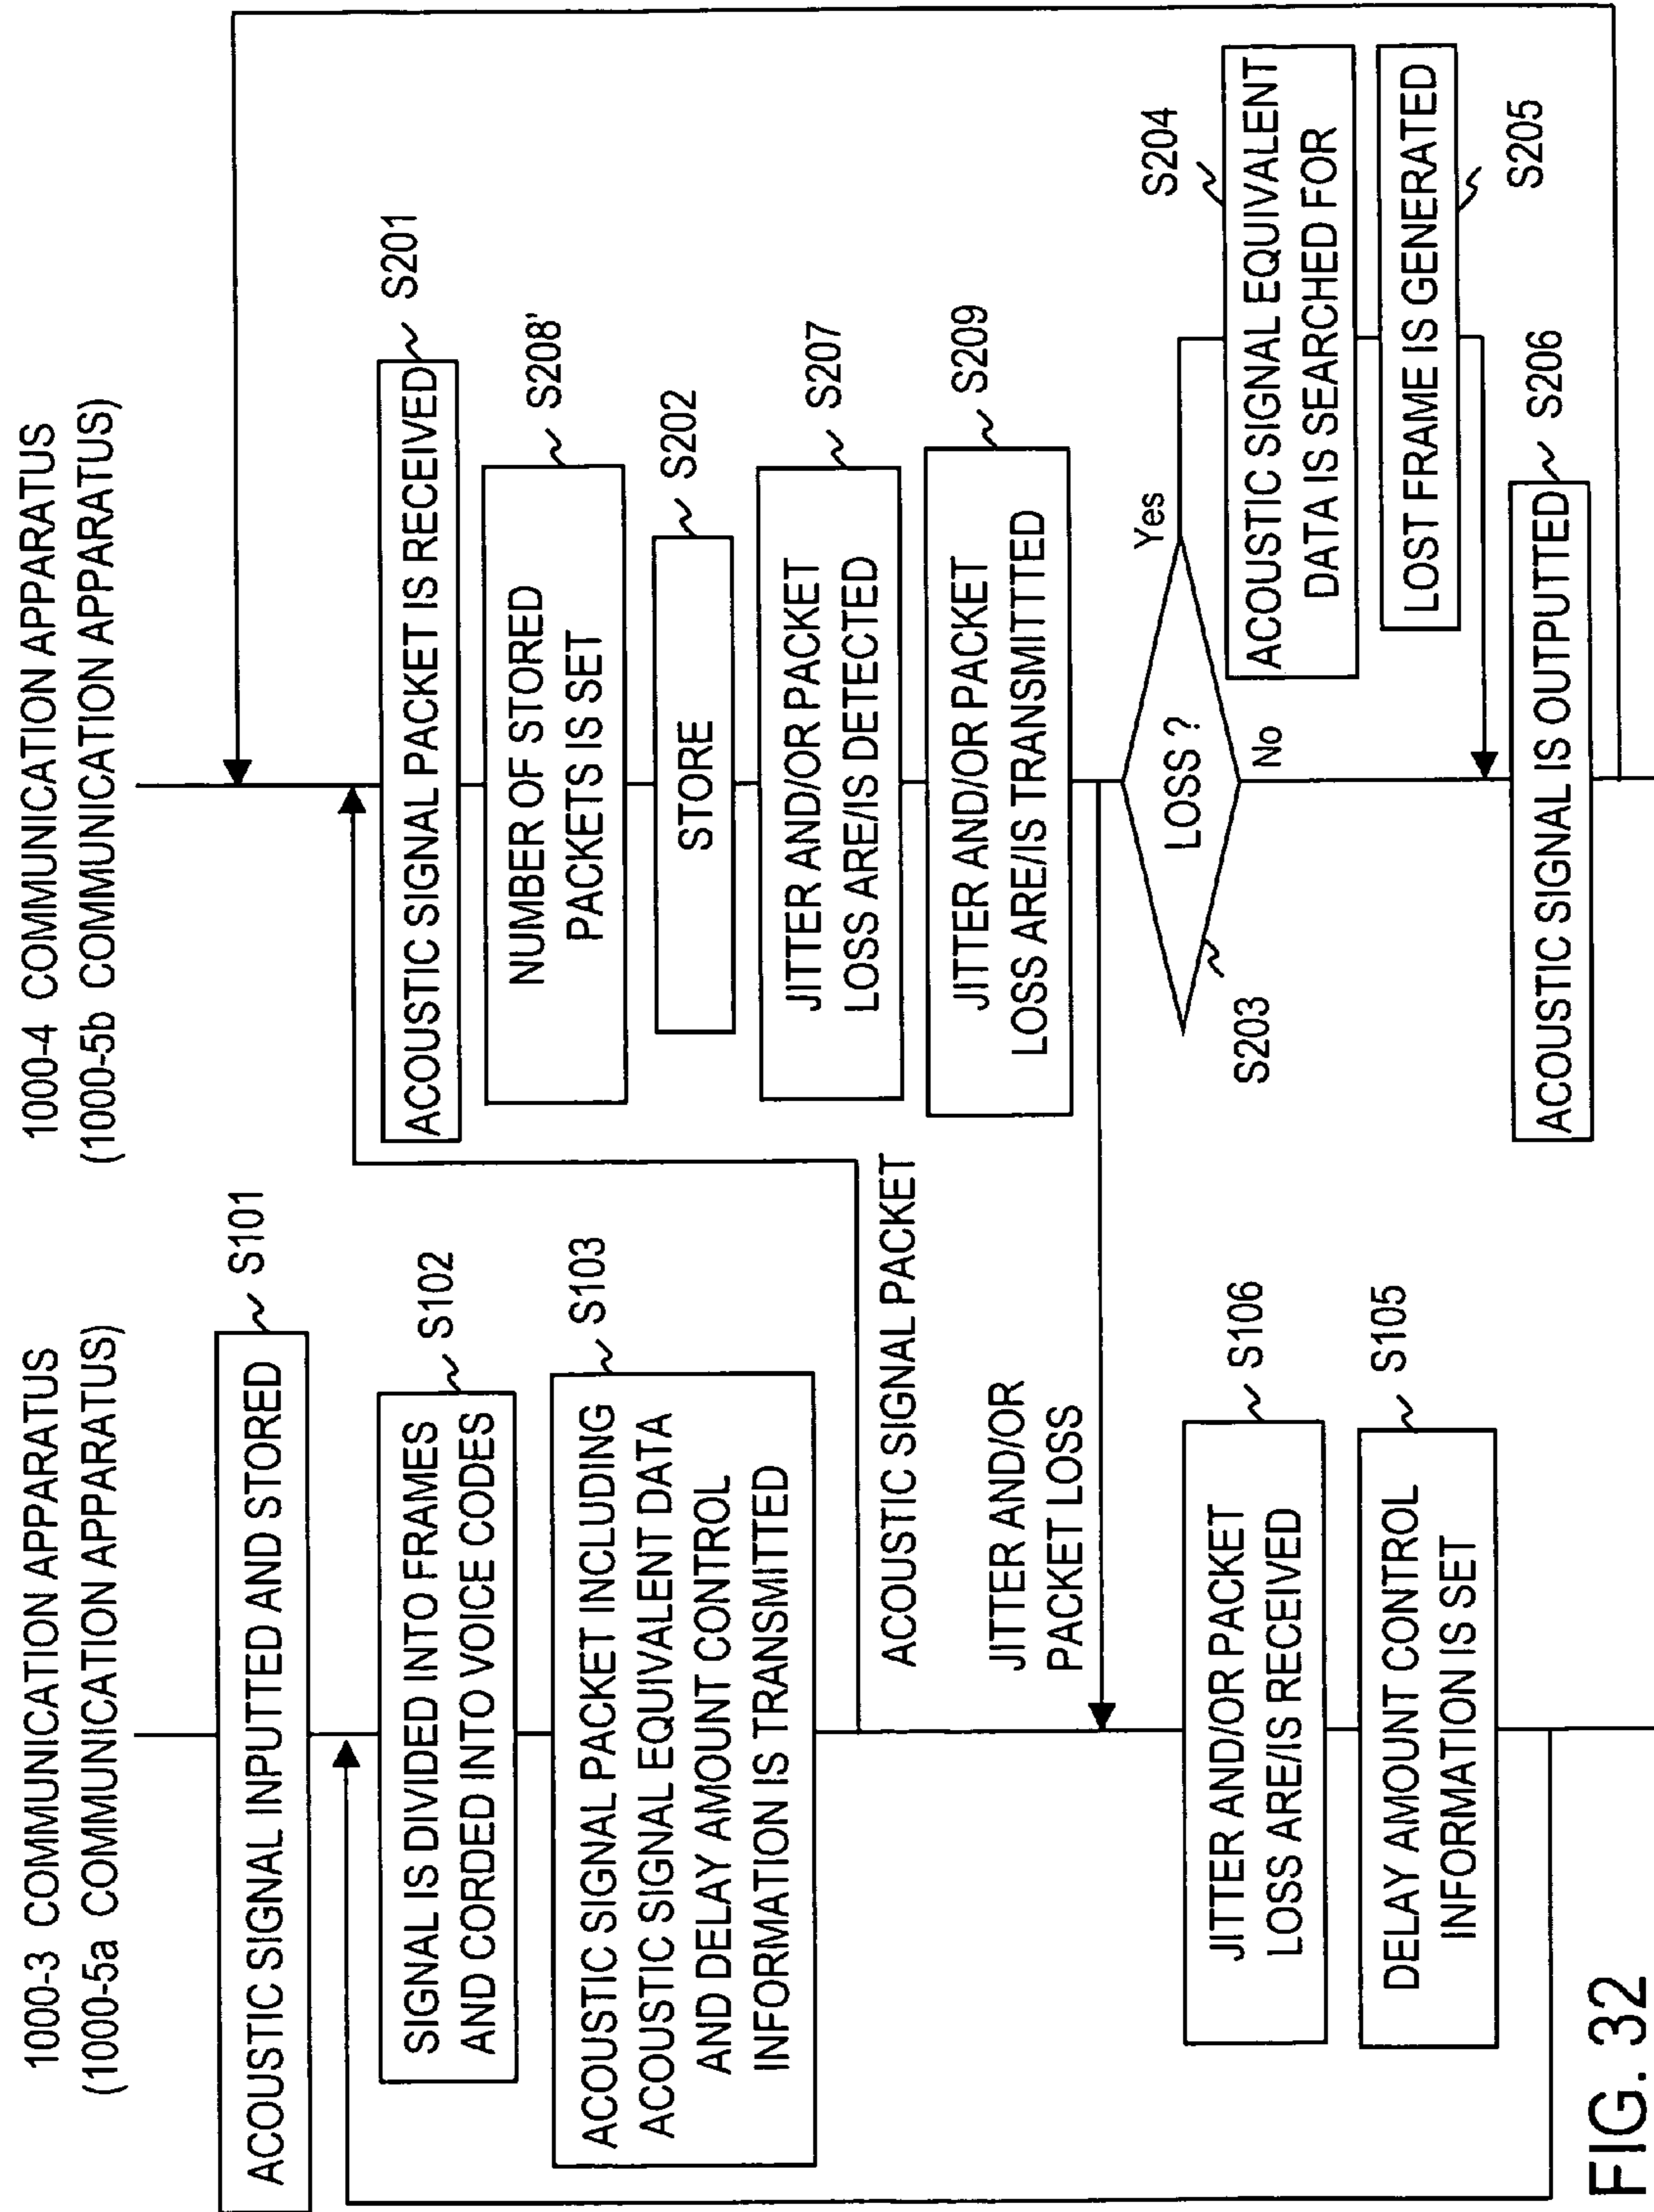 1000-3 COMMUNICATION APPARATUS
(1000-5a COMMUNICATION APPARATUS)
ACOUSTIC SIGNAL INPUTTED AND STORED
S101
SIGNAL IS DIVIDED INTO FRAMES
AND CORDED INTO VOICE CODES
S102
ACOUSTIC SIGNAL PACKET INCLUDING
ACOUSTIC SIGNAL EQUIVALENT DATA
AND DELAY AMOUNT CONTROL
INFORMATION IS TRANSMITTED
S103
ACOUSTIC SIGNAL PACKET
JITTER AND/OR
PACKET LOSS
JITTER AND/OR PACKET
LOSS ARE/IS RECEIVED
S106
DELAY AMOUNT CONTROL
INFORMATION IS SET
S105
1000-4 COMMUNICATION APPARATUS
(1000-5b COMMUNICATION APPARATUS)
ACOUSTIC SIGNAL PACKET IS RECEIVED
S201
NUMBER OF STORED
PACKETS IS SET
S208'
STORE
S202
JITTER AND/OR PACKET
LOSS ARE/IS DETECTED
S207
JITTER AND/OR PACKET
LOSS ARE/IS TRANSMITTED
S209
LOSS ?
S203
Yes
No
ACOUSTIC SIGNAL EQUIVALENT
DATA IS SEARCHED FOR
S204
LOST FRAME IS GENERATED
S205
ACOUSTIC SIGNAL IS OUTPUTTED
S206
FIG. 32